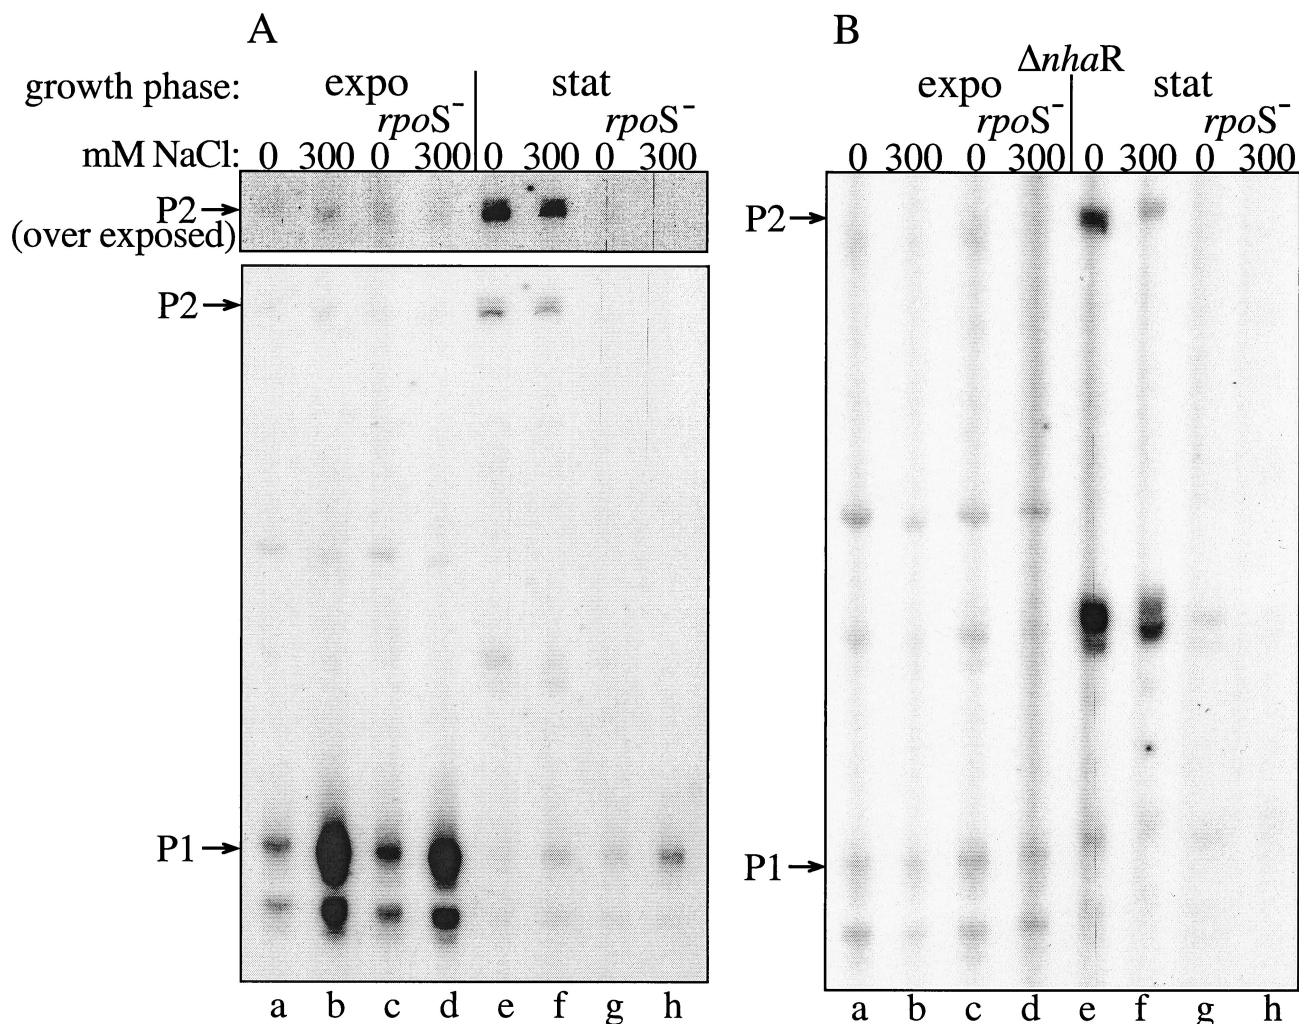 A
growth phase: expo stat
rpoS⁻ rpoS⁻
mM NaCl: 0 300 0 300 0 300 0 300
P2
(over exposed)
P2
P1
a b c d e f g h
B
ΔnhaR
expo stat
rpoS⁻ rpoS⁻
0 300 0 300 0 300 0 300
P2
P1
a b c d e f g h